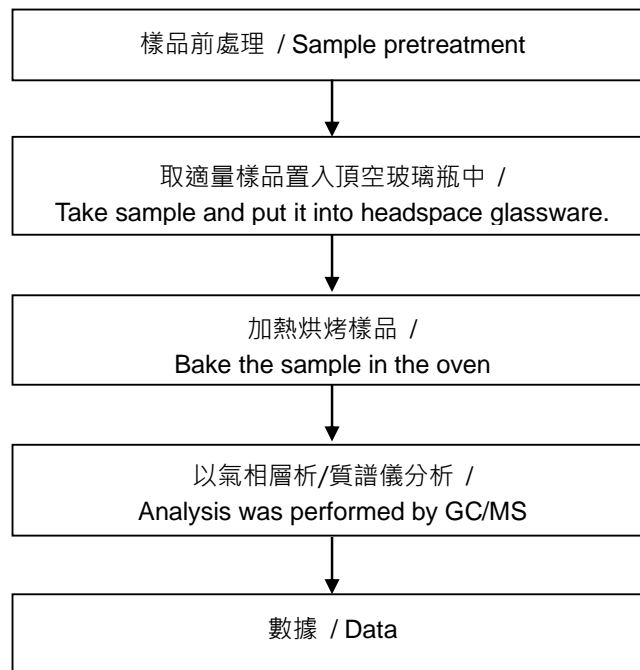 樣品前處理 / Sample pretreatment
取適量樣品置入頂空玻璃瓶中 /
Take sample and put it into headspace glassware.
加熱烘烤樣品 /
Bake the sample in the oven
以氣相層析/質譜儀分析 /
Analysis was performed by GC/MS
數據 / Data